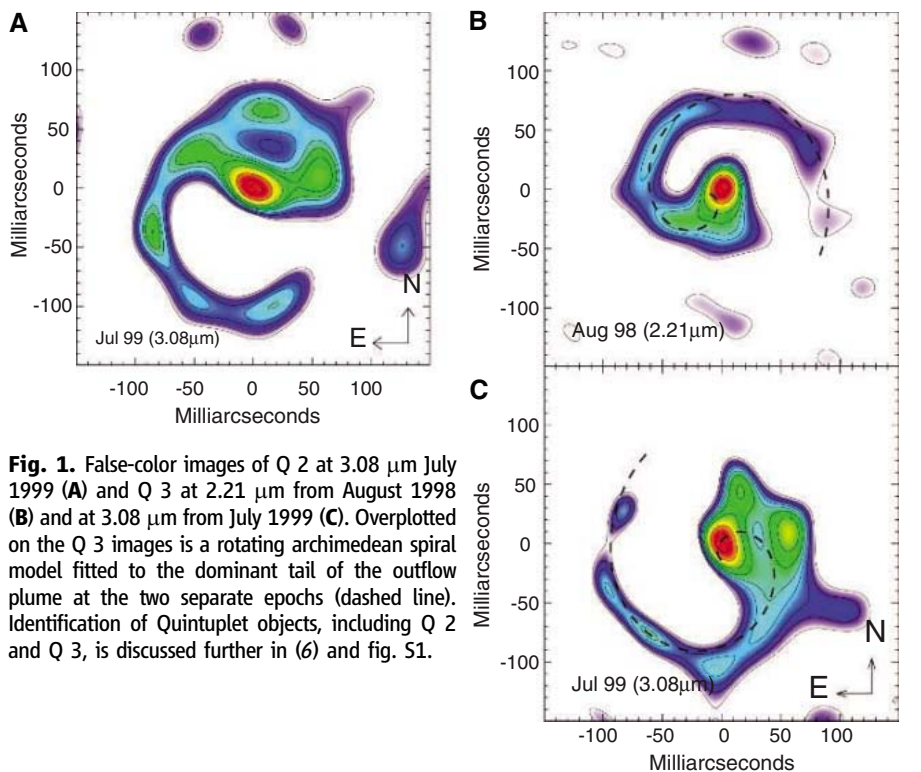 A
Milliarcseconds
100
50
0
-50
-100
Jul 99 (3.08μm)
N
E
-100 -50 0 50 100
Milliarcseconds
B
Milliarcseconds
100
50
0
-50
-100
Aug 98 (2.21μm)
C
Milliarcseconds
100
50
0
-50
-100
Jul 99 (3.08μm)
N
E
-100 -50 0 50 100
Milliarcseconds
Fig. 1. False-color images of Q 2 at 3.08 μm July
1999 (A) and Q 3 at 2.21 μm from August 1998
(B) and at 3.08 μm from July 1999 (C). Overplotted
on the Q 3 images is a rotating archimedean spiral
model fitted to the dominant tail of the outflow
plume at the two separate epochs (dashed line).
Identification of Quintuplet objects, including Q 2
and Q 3, is discussed further in (6) and fig. S1.